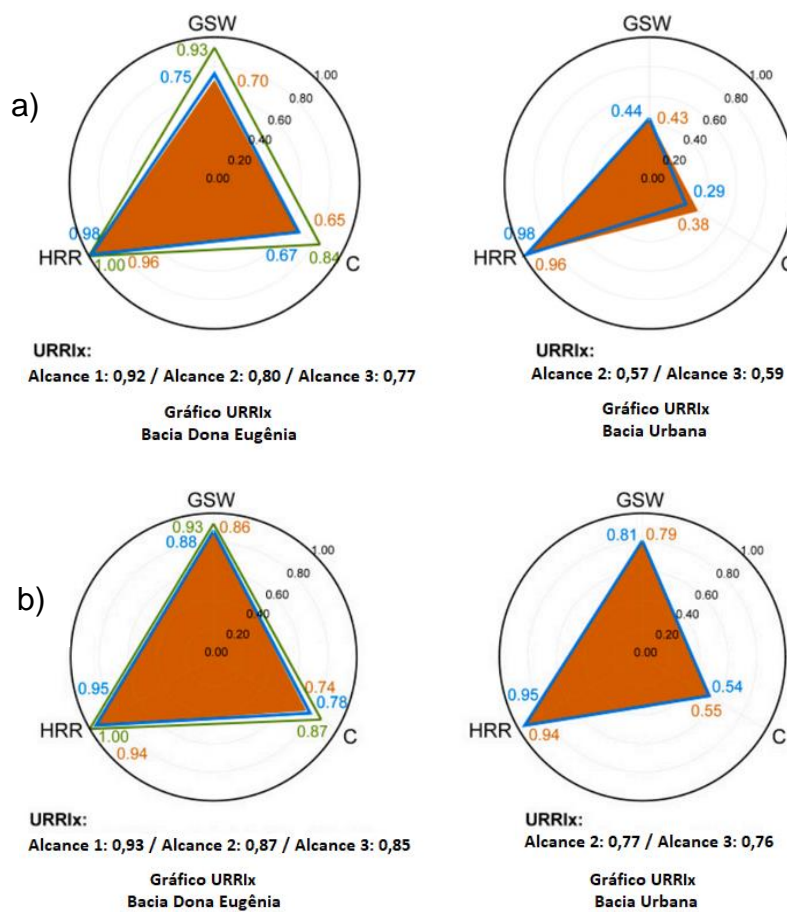 a)
GSW
0.93
0.75
0.70
1.00
0.80
0.60
0.40
0.20
0.00
0.98
HRR
1.00
0.96
0.65
0.67
0.84
C
URRIx:
Alcance 1: 0,92 / Alcance 2: 0,80 / Alcance 3: 0,77
Gráfico URRIx
Bacia Dona Eugênia
GSW
0.44
0.43
1.00
0.80
0.60
0.40
0.20
0.00
0.29
0.38
0.98
HRR
0.96
C
URRIx:
Alcance 2: 0,57 / Alcance 3: 0,59
Gráfico URRIx
Bacia Urbana
b)
GSW
0.93
0.86
0.88
1.00
0.80
0.60
0.40
0.20
0.00
0.95
HRR
1.00
0.94
0.74
0.78
0.87
C
URRIx:
Alcance 1: 0,93 / Alcance 2: 0,87 / Alcance 3: 0,85
Gráfico URRIx
Bacia Dona Eugênia
GSW
0.81
0.79
1.00
0.80
0.60
0.40
0.20
0.00
0.95
HRR
0.94
0.54
0.55
C
URRIx:
Alcance 2: 0,77 / Alcance 3: 0,76
Gráfico URRIx
Bacia Urbana